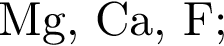 Mg, Ca, F;